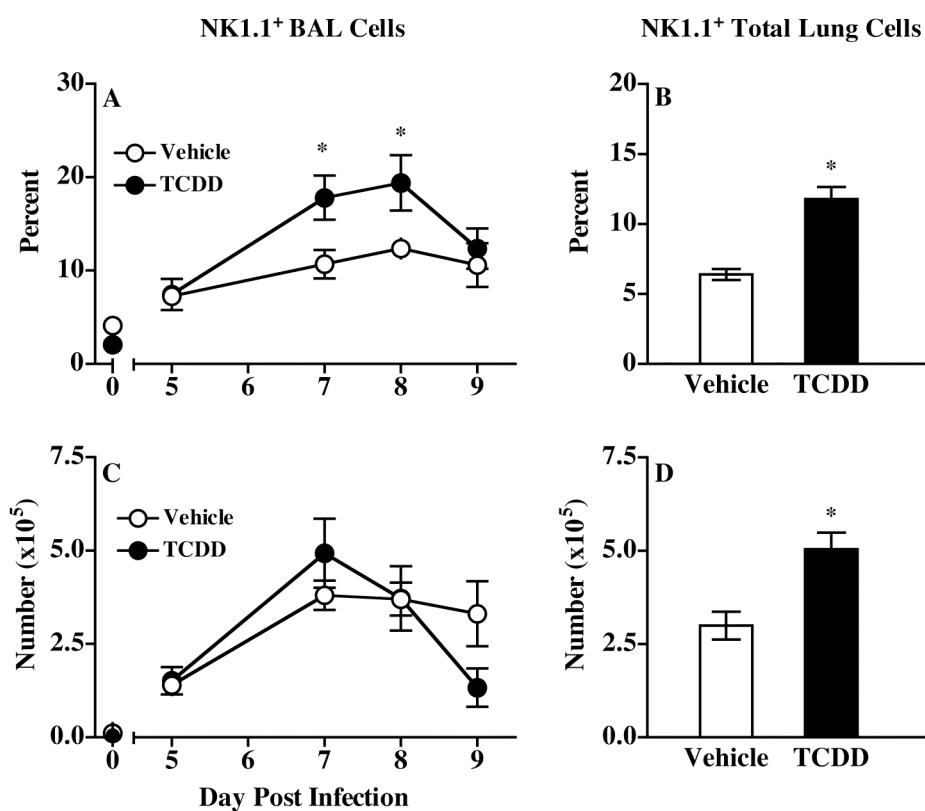 NK1.1⁺ BAL Cells
NK1.1⁺ Total Lung Cells
A
Percent
30
20
10
0
Vehicle
TCDD
*
*
0 5 6 7 8 9
B
Percent
20
15
10
5
0
*
Vehicle TCDD
C
Number (x10⁵)
7.5
5.0
2.5
0.0
Vehicle
TCDD
0 5 6 7 8 9
Day Post Infection
D
Number (x10⁵)
7.5
5.0
2.5
0.0
*
Vehicle TCDD